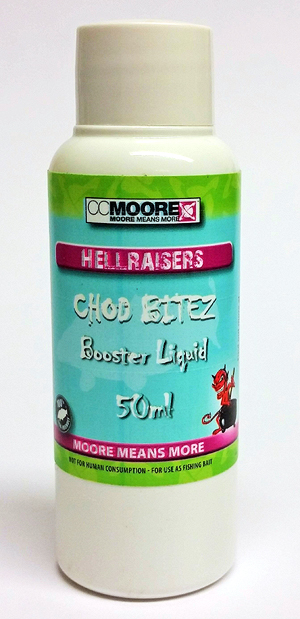 CCMOORE
MOORE MEANS MORE
HELLRAISERS
CHOD BITEZ
Booster Liquid
50ml
MOORE MEANS MORE
NOT FOR HUMAN CONSUMPTION - FOR USE AS FISHING BAIT